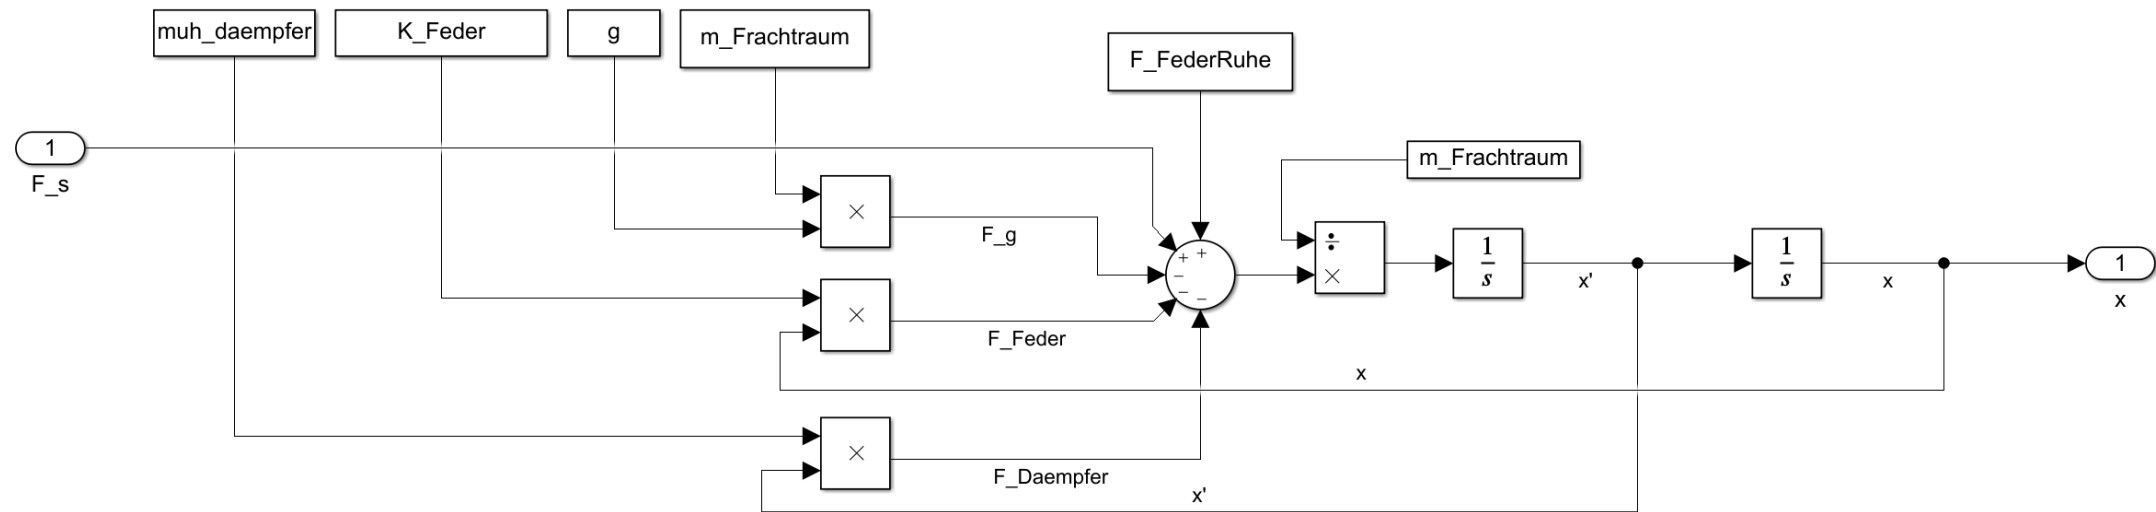 muh_daempfer
K_Feder
g
m_Frachtraum
F_FederRuhe
1
F_s
m_Frachtraum
×
F_g
+
+
−
−
−
÷
×
1
s
x'
1
s
x
1
x
×
F_Feder
x
×
F_Daempfer
x'